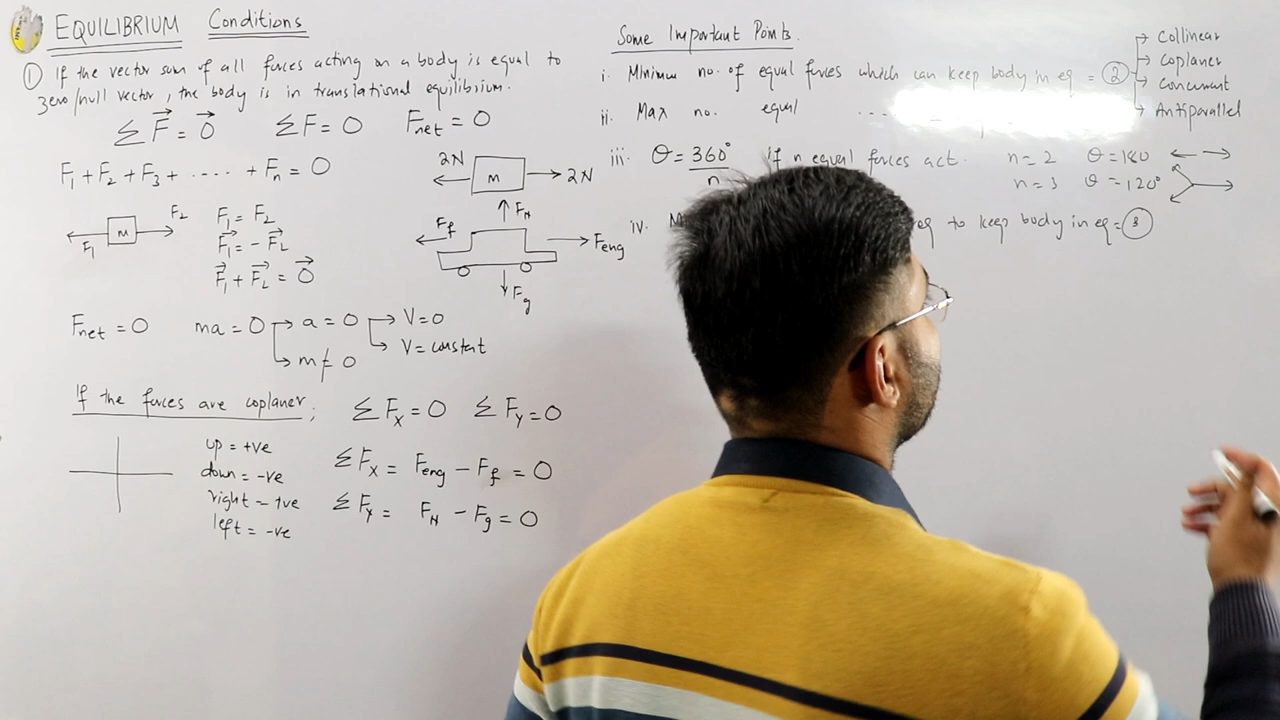 EQUILIBRIUM Conditions
① If the vector sum of all forces acting on a body is equal to
zero/null vector, the body is in translational equilibrium.
∑F⃗ = 0⃗ ∑F = 0 Fnet = 0
F₁ + F₂ + F₃ + ..... + Fₙ = 0
2N M 2N
F₁ M F₂
F₁ = F₂
F⃗₁ = - F⃗₂
F⃗₁ + F⃗₂ = 0⃗
FN
Ff Feng
Fg
Fnet = 0 ma = 0 → a = 0 → V = 0
→ V = constant
→ m ≠ 0
If the forces are coplaner; ∑Fx = 0 ∑Fy = 0
up = +ve
down = -ve
right = +ve
left = -ve
∑Fx = Feng - Ff = 0
∑Fy = FN - Fg = 0
Some Important Points.
i. Minimum no. of equal forces which can keep body in eq = ②
→ Collinear
→ Coplaner
→ Concurrent
→ Antiparallel
ii. Max no. equal ...
iii. θ = 360°/n if n equal forces act. n = 2 θ = 180
n = 3 θ = 120°
iv. to keep body in eq = ③